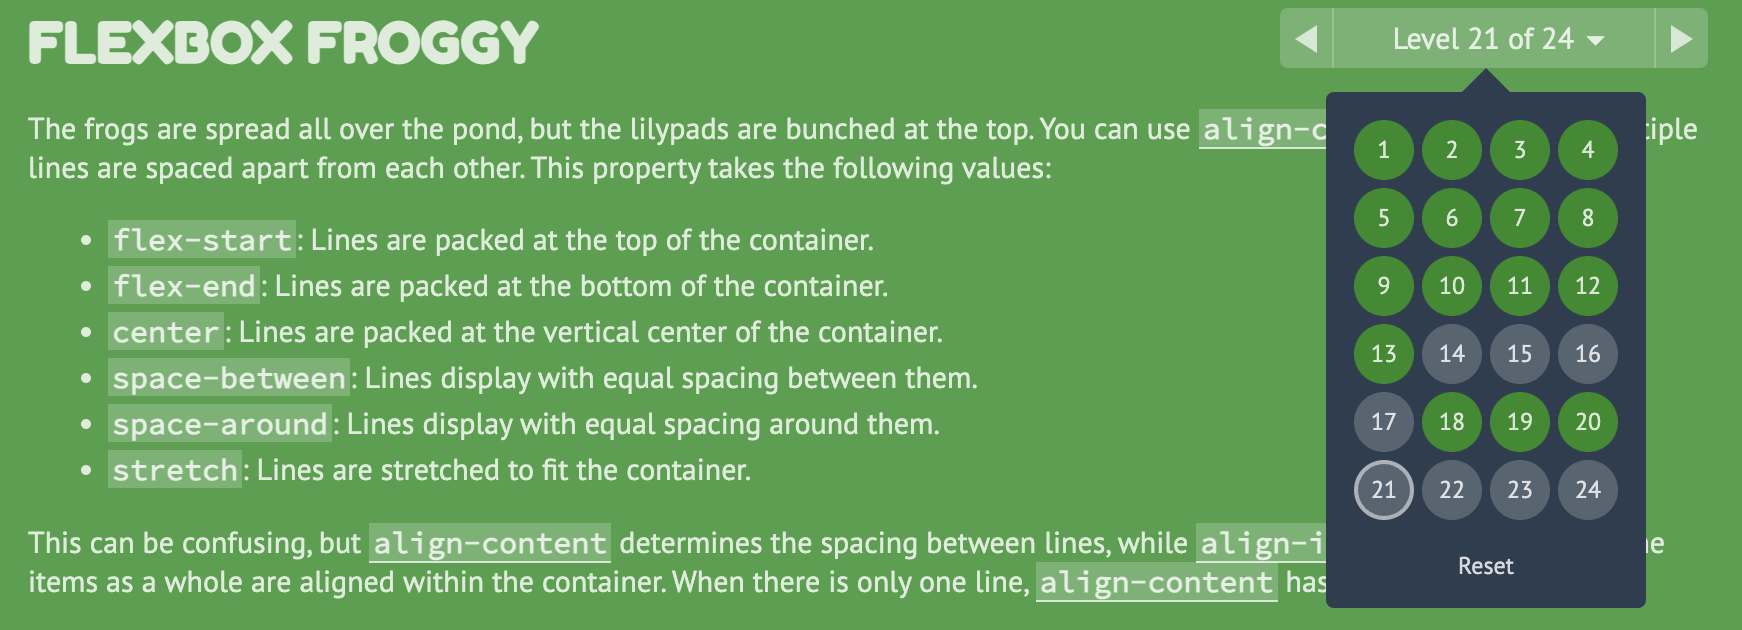 FLEXBOX FROGGY
Level 21 of 24
The frogs are spread all over the pond, but the lilypads are bunched at the top. You can use align-c tiple
lines are spaced apart from each other. This property takes the following values:
• flex-start: Lines are packed at the top of the container.
• flex-end: Lines are packed at the bottom of the container.
• center: Lines are packed at the vertical center of the container.
• space-between: Lines display with equal spacing between them.
• space-around: Lines display with equal spacing around them.
• stretch: Lines are stretched to fit the container.
This can be confusing, but align-content determines the spacing between lines, while align-i e
items as a whole are aligned within the container. When there is only one line, align-content has
1 2 3 4
5 6 7 8
9 10 11 12
13 14 15 16
17 18 19 20
21 22 23 24
Reset